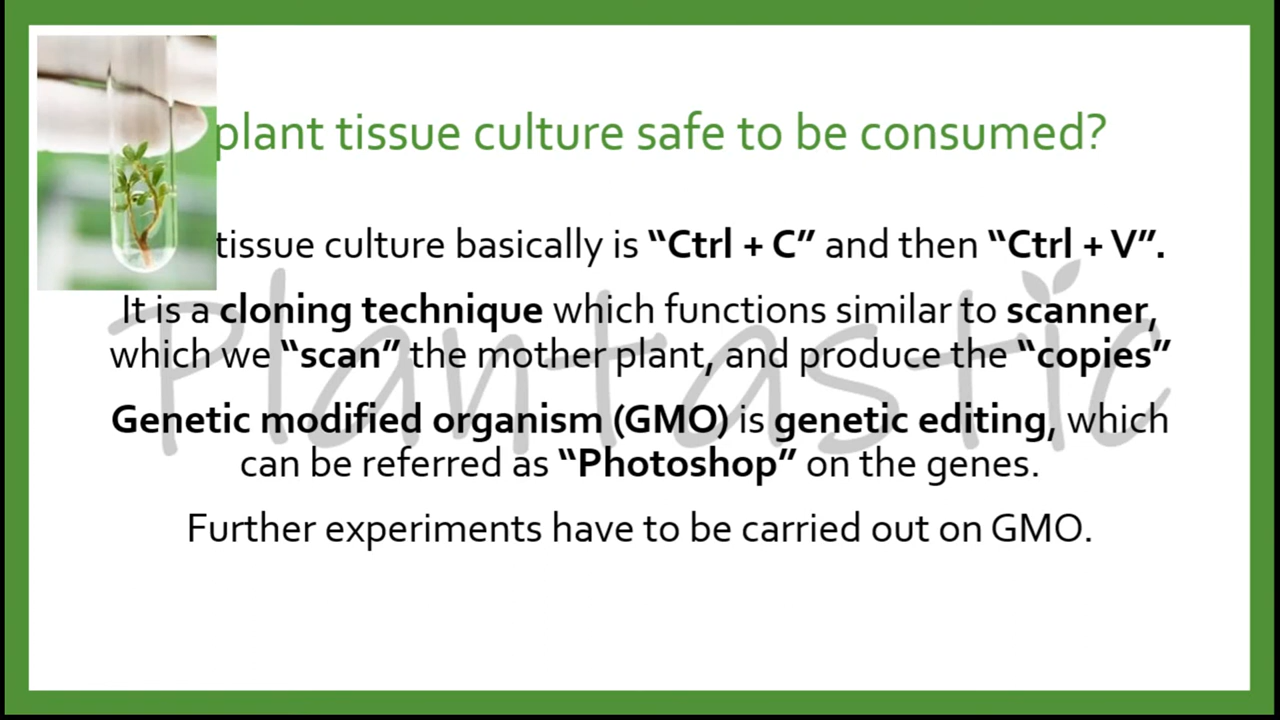 plant tissue culture safe to be consumed?
tissue culture basically is “Ctrl + C” and then “Ctrl + V”.
It is a cloning technique which functions similar to scanner,
which we “scan” the mother plant, and produce the “copies”
Genetic modified organism (GMO) is genetic editing, which
can be referred as “Photoshop” on the genes.
Further experiments have to be carried out on GMO.
Plantastic